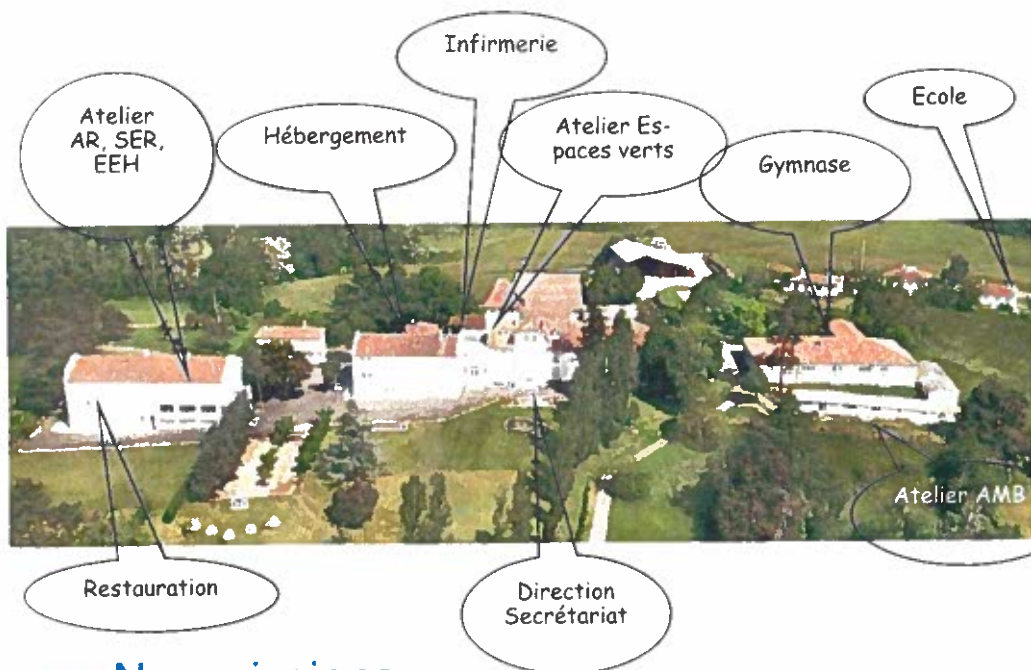 Infirmerie
Atelier
AR, SER,
EEH
Hébergement
Atelier Es-
paces verts
Gymnase
Ecole
Atelier AMB
Restauration
Direction
Secrétariat